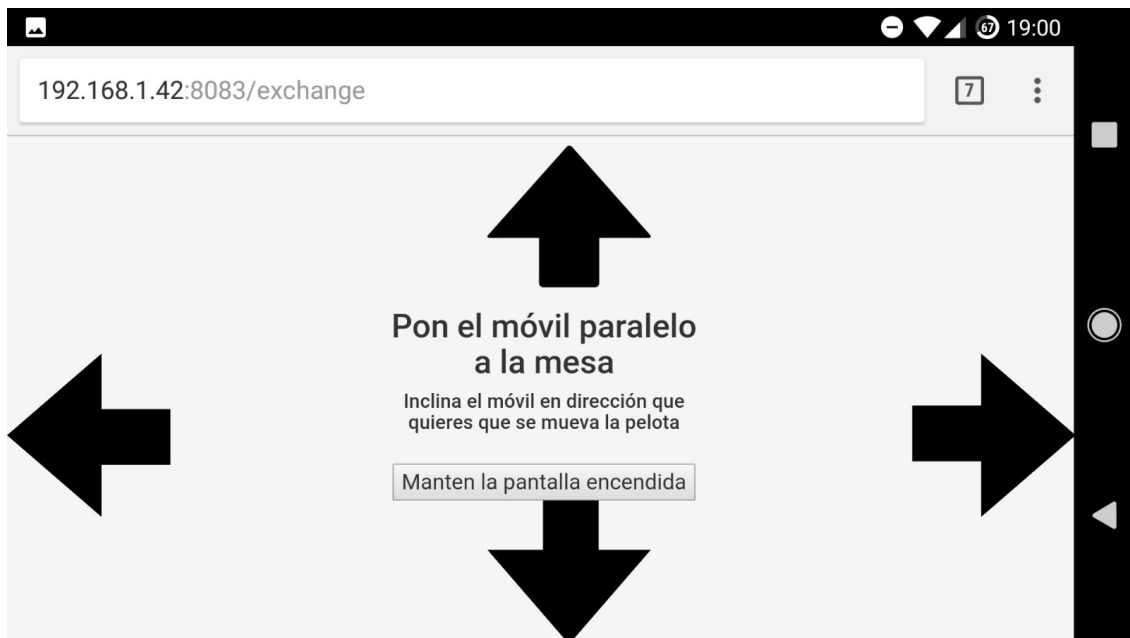 67 19:00
192.168.1.42:8083/exchange
7
Pon el móvil paralelo
a la mesa
Inclina el móvil en dirección que
quieres que se mueva la pelota
Manten la pantalla encendida